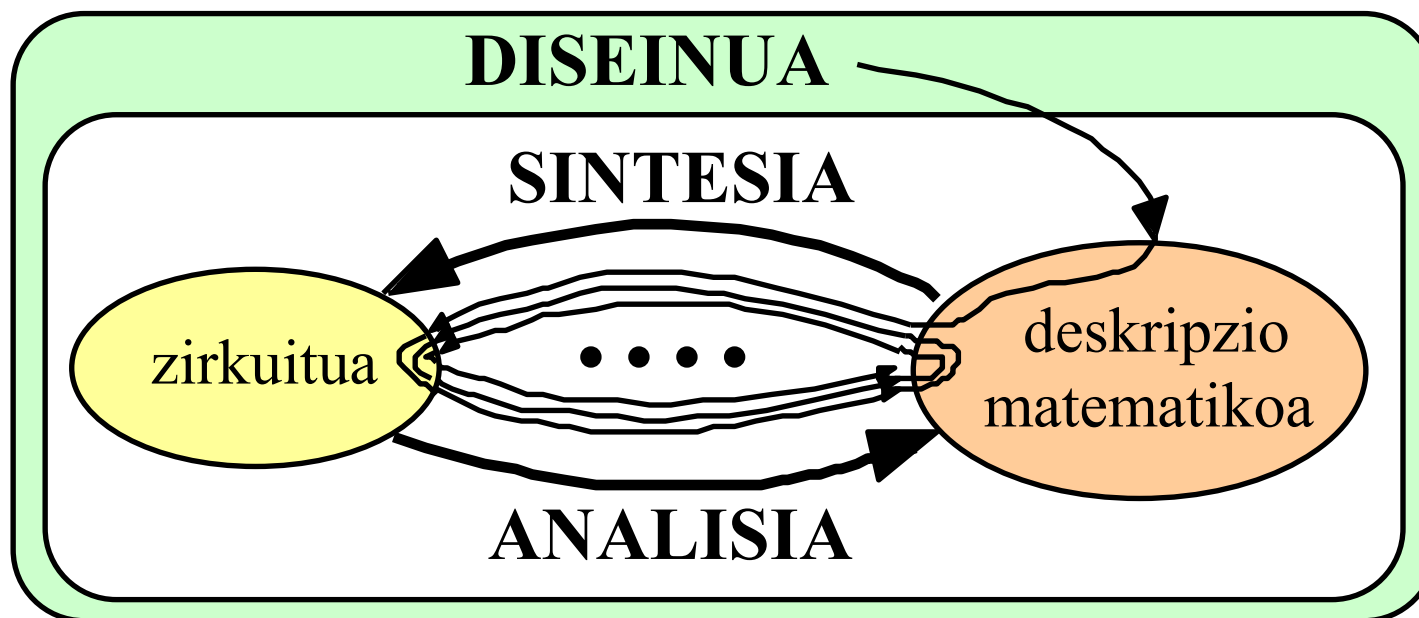 DISEINUA
SINTESIA
zirkuitua
deskripzio
matematikoa
ANALISIA